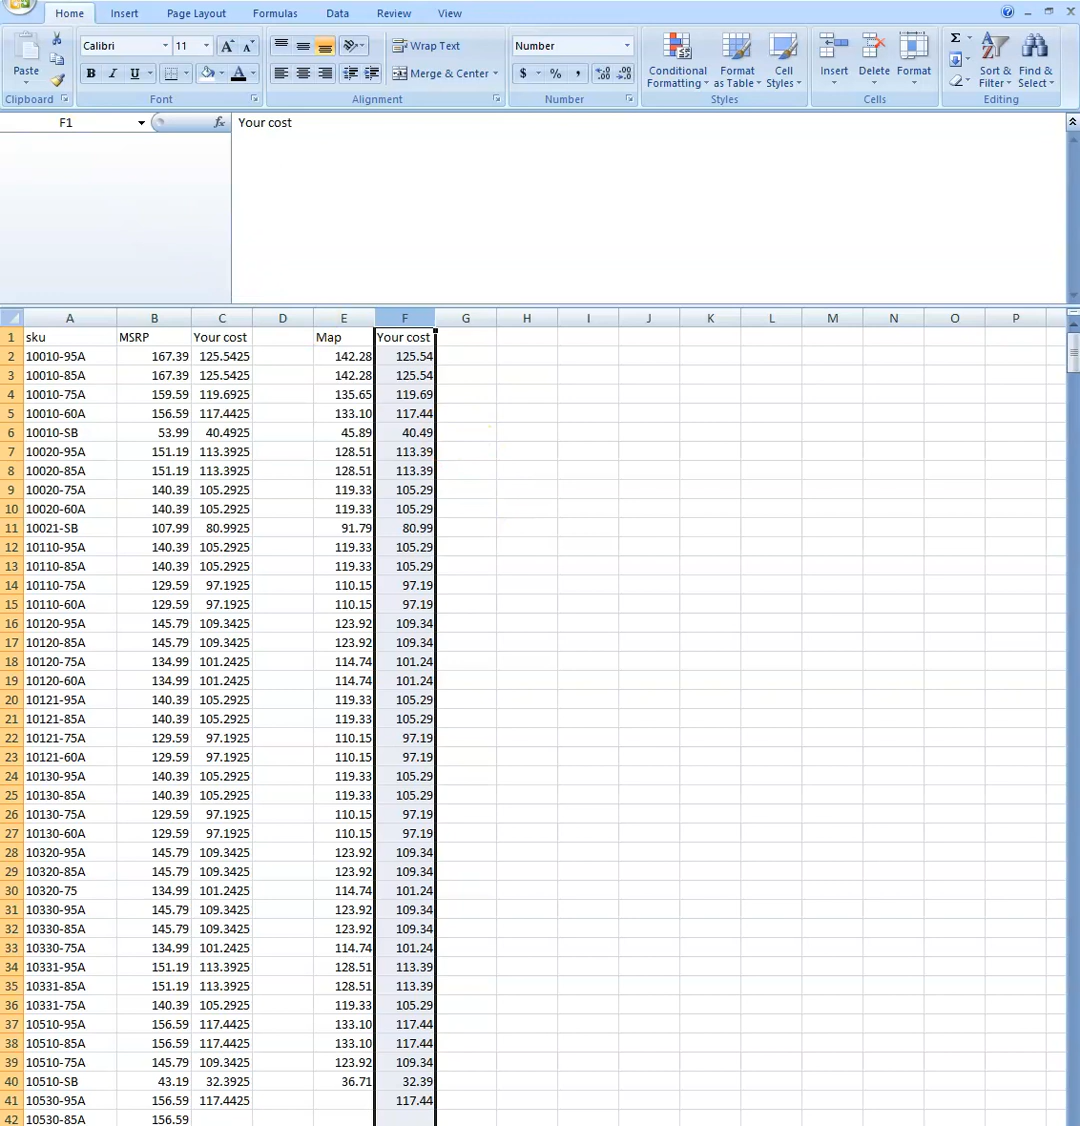 Home Insert Page Layout Formulas Data Review View
Calibri 11 A A Wrap Text Number Σ
Paste B I U A Merge & Center $ % , .00 .00 Conditional Formatting Format as Table Cell Styles Insert Delete Format Sort & Filter Find & Select
Clipboard Font Alignment Number Styles Cells Editing
F1 fx Your cost
A B C D E F G H I J K L M N O P
1 sku MSRP Your cost Map Your cost
2 10010-95A 167.39 125.5425 142.28 125.54
3 10010-85A 167.39 125.5425 142.28 125.54
4 10010-75A 159.59 119.6925 135.65 119.69
5 10010-60A 156.59 117.4425 133.10 117.44
6 10010-SB 53.99 40.4925 45.89 40.49
7 10020-95A 151.19 113.3925 128.51 113.39
8 10020-85A 151.19 113.3925 128.51 113.39
9 10020-75A 140.39 105.2925 119.33 105.29
10 10020-60A 140.39 105.2925 119.33 105.29
11 10021-SB 107.99 80.9925 91.79 80.99
12 10110-95A 140.39 105.2925 119.33 105.29
13 10110-85A 140.39 105.2925 119.33 105.29
14 10110-75A 129.59 97.1925 110.15 97.19
15 10110-60A 129.59 97.1925 110.15 97.19
16 10120-95A 145.79 109.3425 123.92 109.34
17 10120-85A 145.79 109.3425 123.92 109.34
18 10120-75A 134.99 101.2425 114.74 101.24
19 10120-60A 134.99 101.2425 114.74 101.24
20 10121-95A 140.39 105.2925 119.33 105.29
21 10121-85A 140.39 105.2925 119.33 105.29
22 10121-75A 129.59 97.1925 110.15 97.19
23 10121-60A 129.59 97.1925 110.15 97.19
24 10130-95A 140.39 105.2925 119.33 105.29
25 10130-85A 140.39 105.2925 119.33 105.29
26 10130-75A 129.59 97.1925 110.15 97.19
27 10130-60A 129.59 97.1925 110.15 97.19
28 10320-95A 145.79 109.3425 123.92 109.34
29 10320-85A 145.79 109.3425 123.92 109.34
30 10320-75 134.99 101.2425 114.74 101.24
31 10330-95A 145.79 109.3425 123.92 109.34
32 10330-85A 145.79 109.3425 123.92 109.34
33 10330-75A 134.99 101.2425 114.74 101.24
34 10331-95A 151.19 113.3925 128.51 113.39
35 10331-85A 151.19 113.3925 128.51 113.39
36 10331-75A 140.39 105.2925 119.33 105.29
37 10510-95A 156.59 117.4425 133.10 117.44
38 10510-85A 156.59 117.4425 133.10 117.44
39 10510-75A 145.79 109.3425 123.92 109.34
40 10510-SB 43.19 32.3925 36.71 32.39
41 10530-95A 156.59 117.4425 117.44
42 10530-85A 156.59